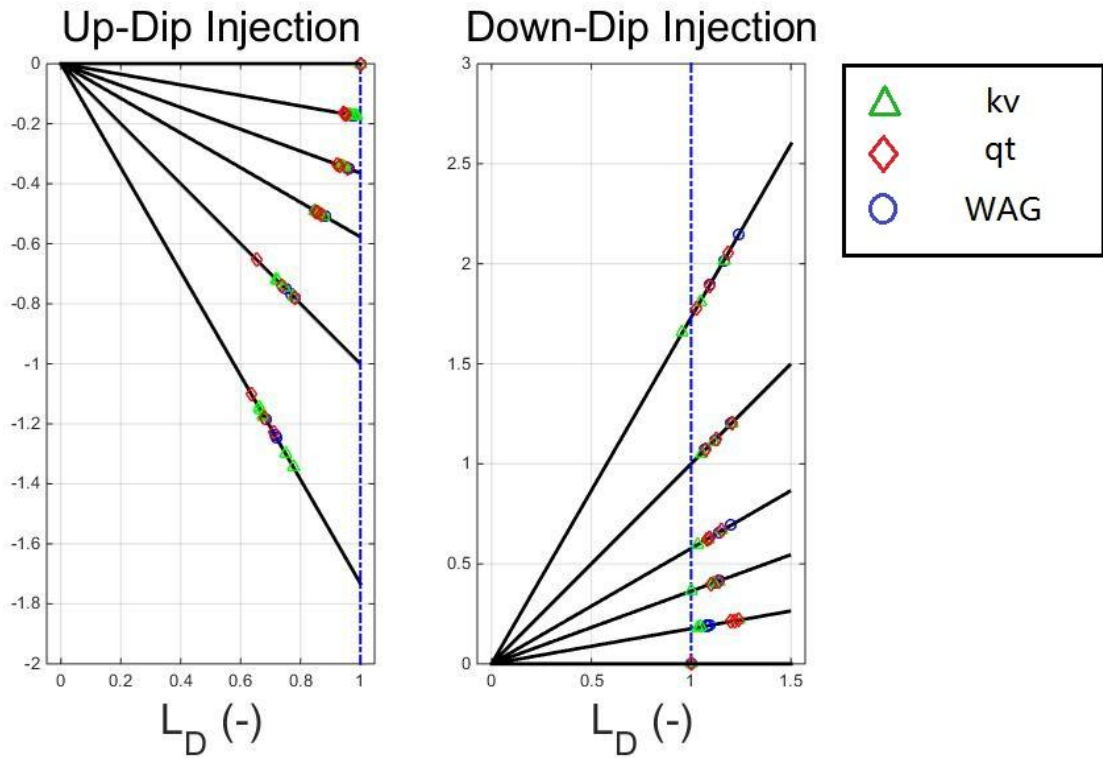 Up-Dip Injection
0
-0.2
-0.4
-0.6
-0.8
-1
-1.2
-1.4
-1.6
-1.8
-2
0 0.2 0.4 0.6 0.8 1
L_D (-)
Down-Dip Injection
3
2.5
2
1.5
1
0.5
0
0 0.5 1 1.5
L_D (-)
kv
qt
WAG